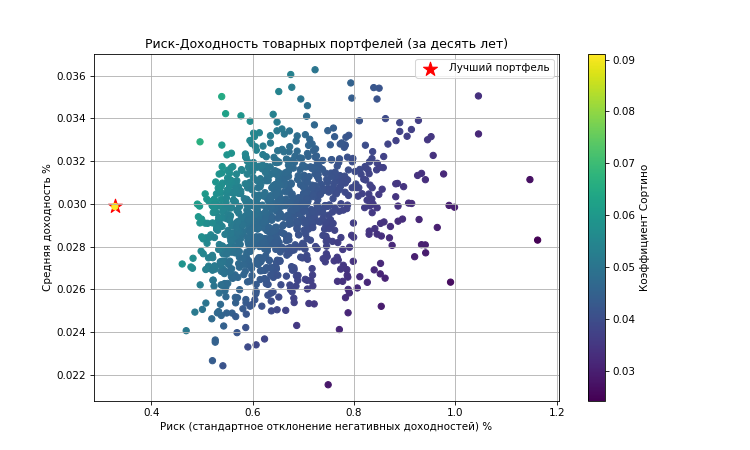 Риск-Доходность товарных портфелей (за десять лет)
Лучший портфель
Средняя доходность %
0.036
0.034
0.032
0.030
0.028
0.026
0.024
0.022
0.4 0.6 0.8 1.0 1.2
Риск (стандартное отклонение негативных доходностей) %
0.09
0.08
0.07
0.06
0.05
0.04
0.03
Коэффициент Сортино